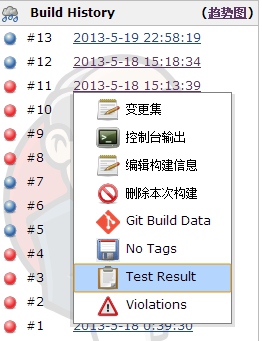 Build History (趋势图)
#13 2013-5-19 22:58:19
#12 2013-5-18 15:18:34
#11 2013-5-18 15:13:39
#10
变更集
#9
控制台输出
#8
编辑构建信息
#7
删除本次构建
#6
Git Build Data
#5
No Tags
#4
#3
Test Result
#2
Violations
#1 2013-5-18 0:39:30